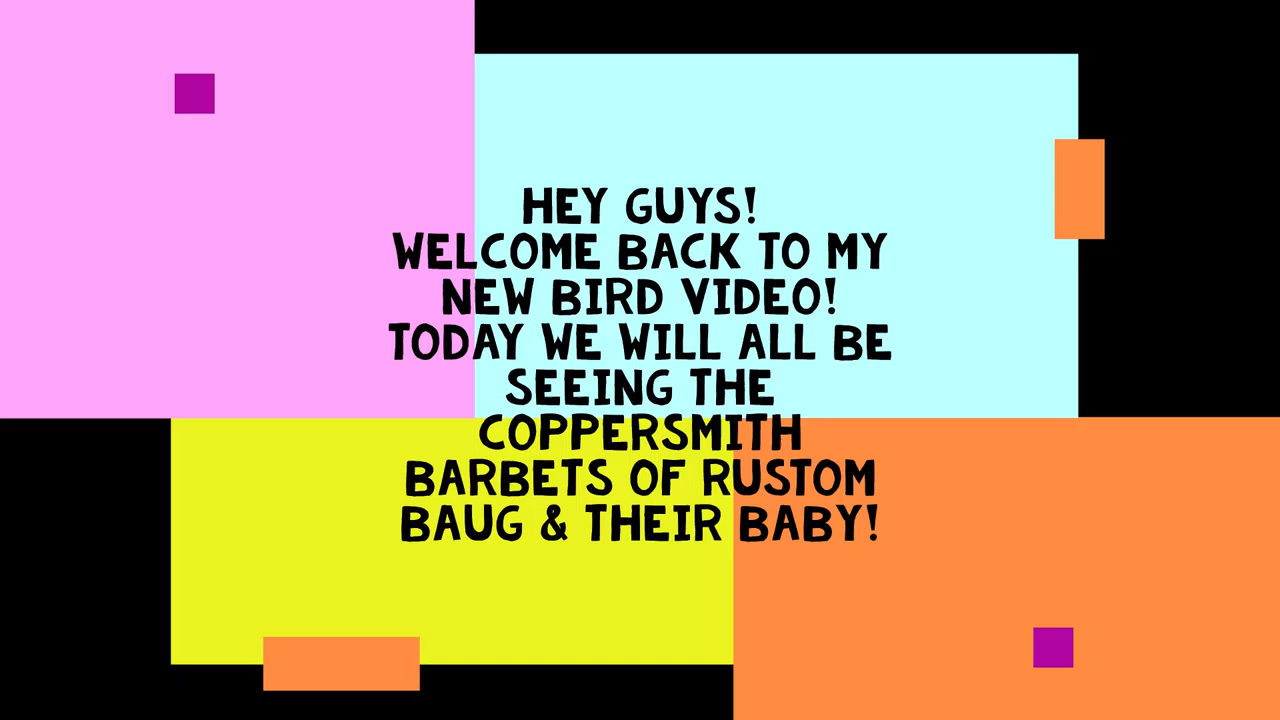 HEY GUYS!
WELCOME BACK TO MY
NEW BIRD VIDEO!
TODAY WE WILL ALL BE
SEEING THE
COPPERSMITH
BARBETS OF RUSTOM
BAUG & THEIR BABY!